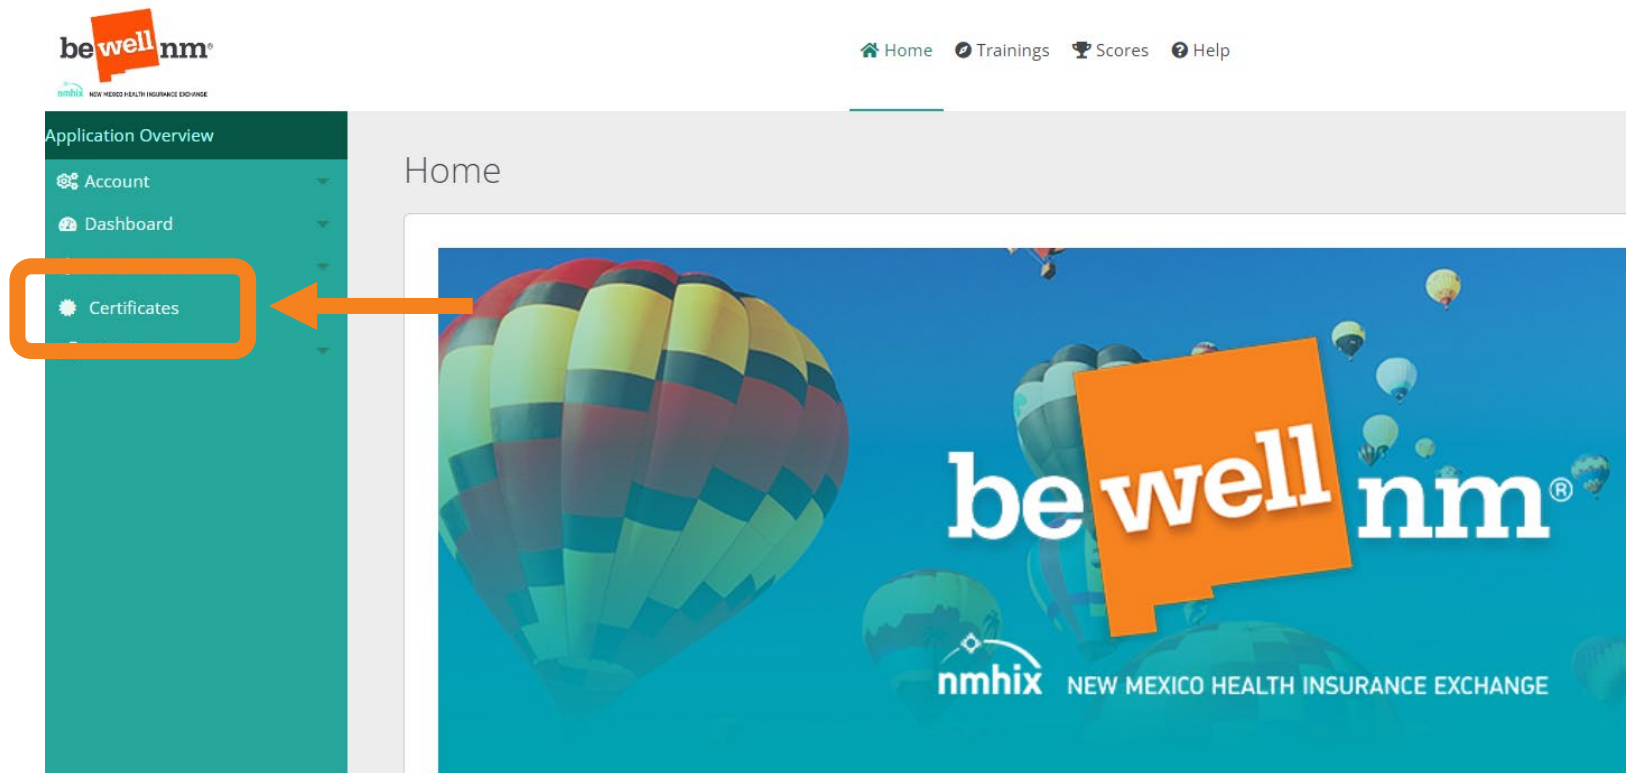 be well nm®
nmhix NEW MEXICO HEALTH INSURANCE EXCHANGE
Home Trainings Scores Help
Application Overview
Account
Dashboard
Certificates
Home
be well nm®
nmhix NEW MEXICO HEALTH INSURANCE EXCHANGE